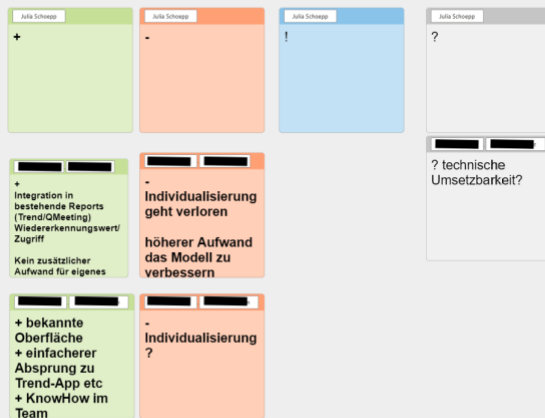 Julia Schoepp
+
Julia Schoepp
-
Julia Schoepp
!
Julia Schoepp
?
? technische
Umsetzbarkeit?
+
Integration in
bestehende Reports
(Trend/QMeeting)
Wiedererkennungswert/
Zugriff
Kein zusätzlicher
Aufwand für eigenes
-
Individualisierung
geht verloren
höherer Aufwand
das Modell zu
verbessern
+ bekannte
Oberfläche
+ einfacherer
Absprung zu
Trend-App etc
+ KnowHow im
Team
-
Individualisierung
?